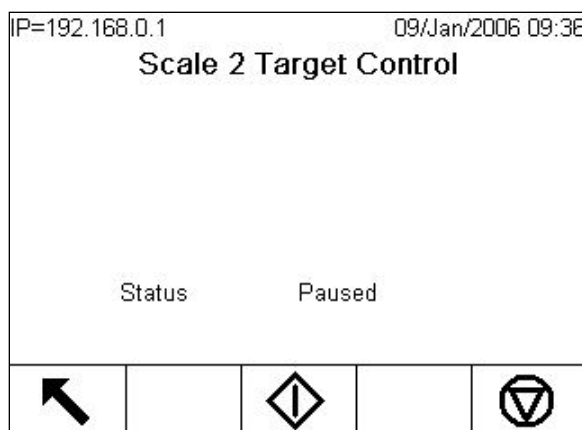 IP=192.168.0.1 09/Jan/2006 09:36
Scale 2 Target Control
Status Paused